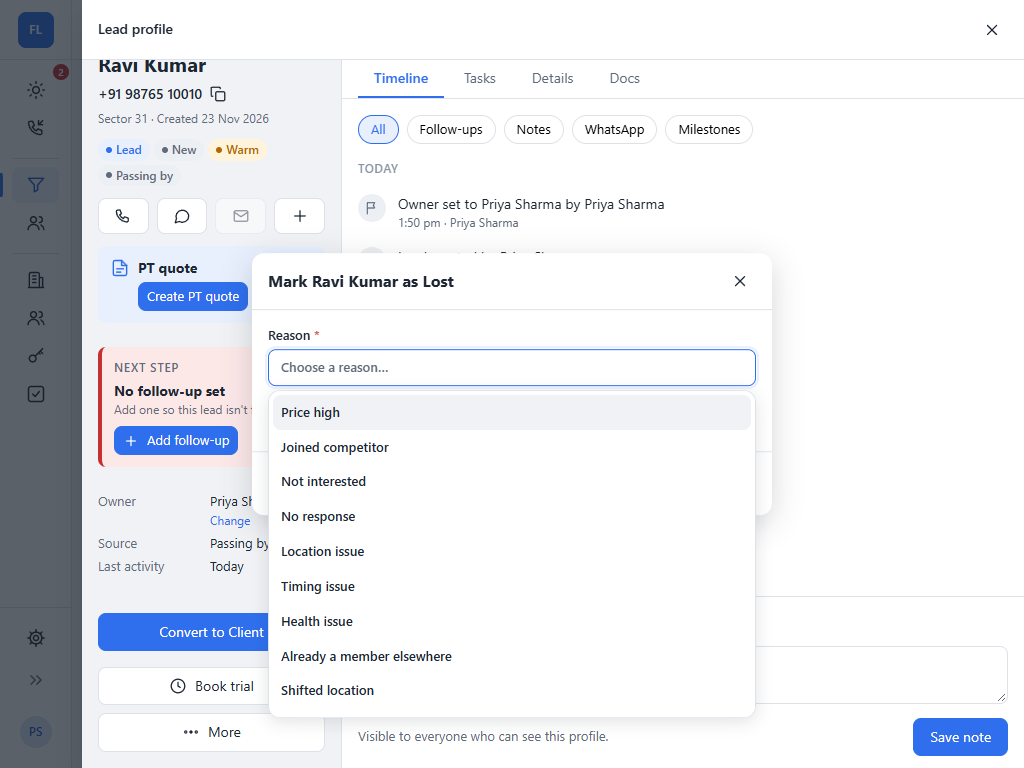 FL
Lead profile
2
Ravi Kumar
+91 98765 10010
Sector 31 · Created 23 Nov 2026
Lead
New
Warm
Passing by
PT quote
Create PT quote
NEXT STEP
No follow-up set
Add one so this lead isn't
Add follow-up
Owner
Priya Sh
Change
Source
Passing by
Last activity
Today
Convert to Client
Book trial
More
PS
Timeline
Tasks
Details
Docs
All
Follow-ups
Notes
WhatsApp
Milestones
TODAY
Owner set to Priya Sharma by Priya Sharma
1:50 pm · Priya Sharma
Mark Ravi Kumar as Lost
Reason *
Choose a reason...
Price high
Joined competitor
Not interested
No response
Location issue
Timing issue
Health issue
Already a member elsewhere
Shifted location
Visible to everyone who can see this profile.
Save note